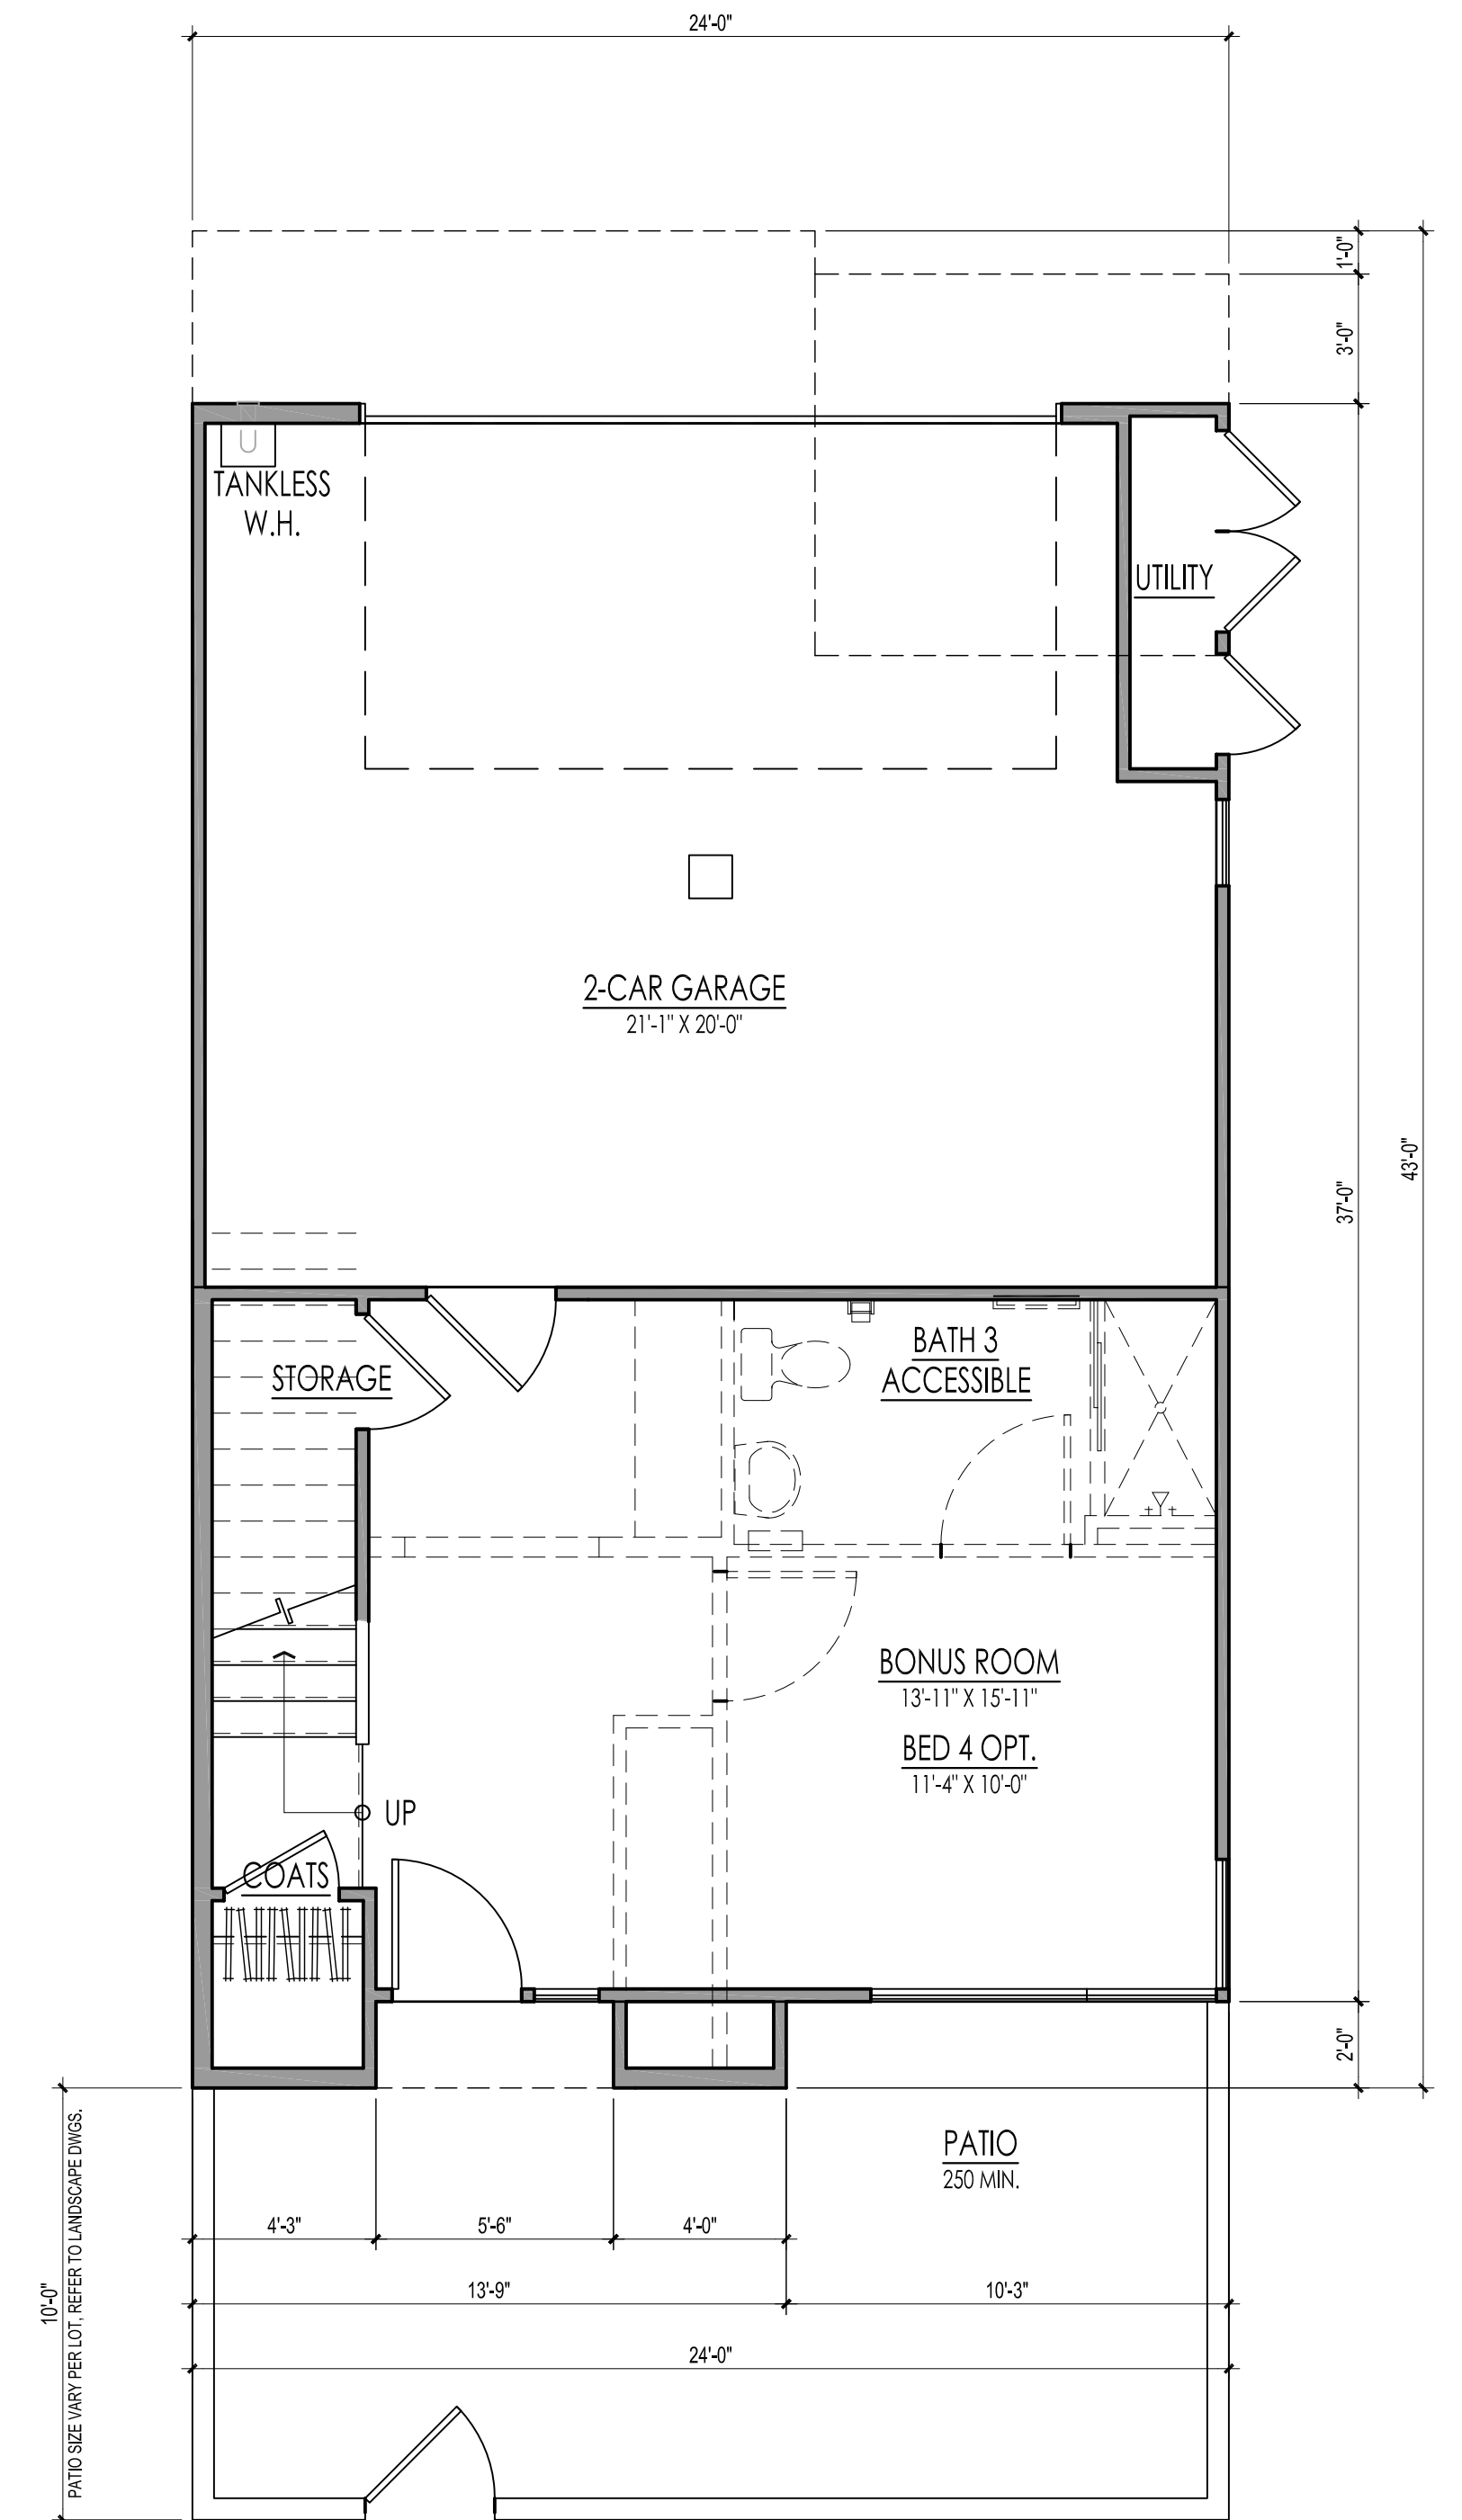 24'-0"
1'-0"
3'-0"
TANKLESS
W.H.
UTILITY
2-CAR GARAGE
21'-1" X 20'-0"
43'-0"
37'-0"
BATH 3
ACCESSIBLE
STORAGE
BONUS ROOM
13'-11" X 15'-11"
BED 4 OPT.
11'-4" X 10'-0"
UP
COATS
2'-0"
PATIO
250 MIN.
4'-3"
5'-6"
4'-0"
13'-9"
10'-3"
24'-0"
10'-0"
PATIO SIZE VARY PER LOT, REFER TO LANDSCAPE DWGS.